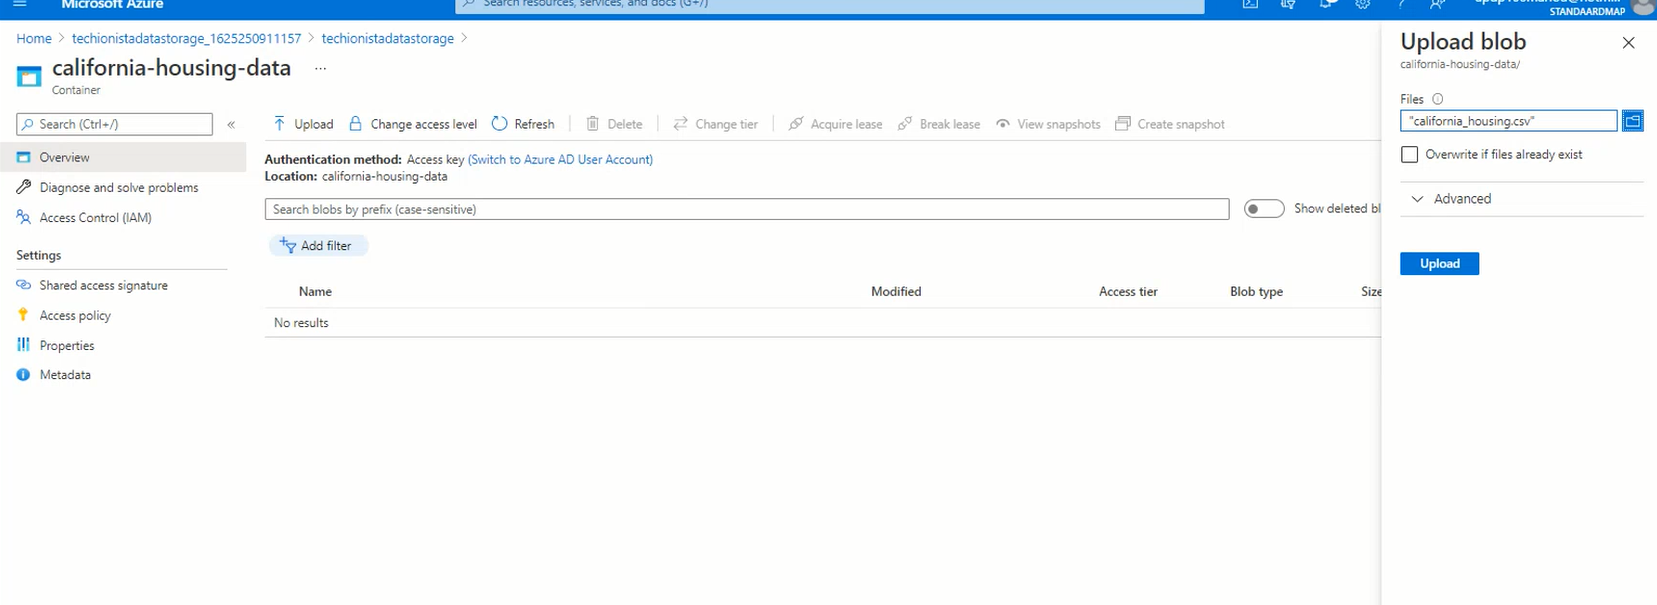 Microsoft Azure
Search resources, services, and docs (G+/)
STANDAARDMAP
Home > techionistadatastorage_1625250911157 > techionistadatastorage >
california-housing-data ...
Container
Search (Ctrl+/) «
Overview
Diagnose and solve problems
Access Control (IAM)
Settings
Shared access signature
Access policy
Properties
Metadata
Upload Change access level Refresh Delete Change tier Acquire lease Break lease View snapshots Create snapshot
Authentication method: Access key (Switch to Azure AD User Account)
Location: california-housing-data
Search blobs by prefix (case-sensitive)
Show deleted bl
Add filter
Name Modified Access tier Blob type Size
No results
Upload blob
california-housing-data/
Files
"california_housing.csv"
Overwrite if files already exist
Advanced
Upload